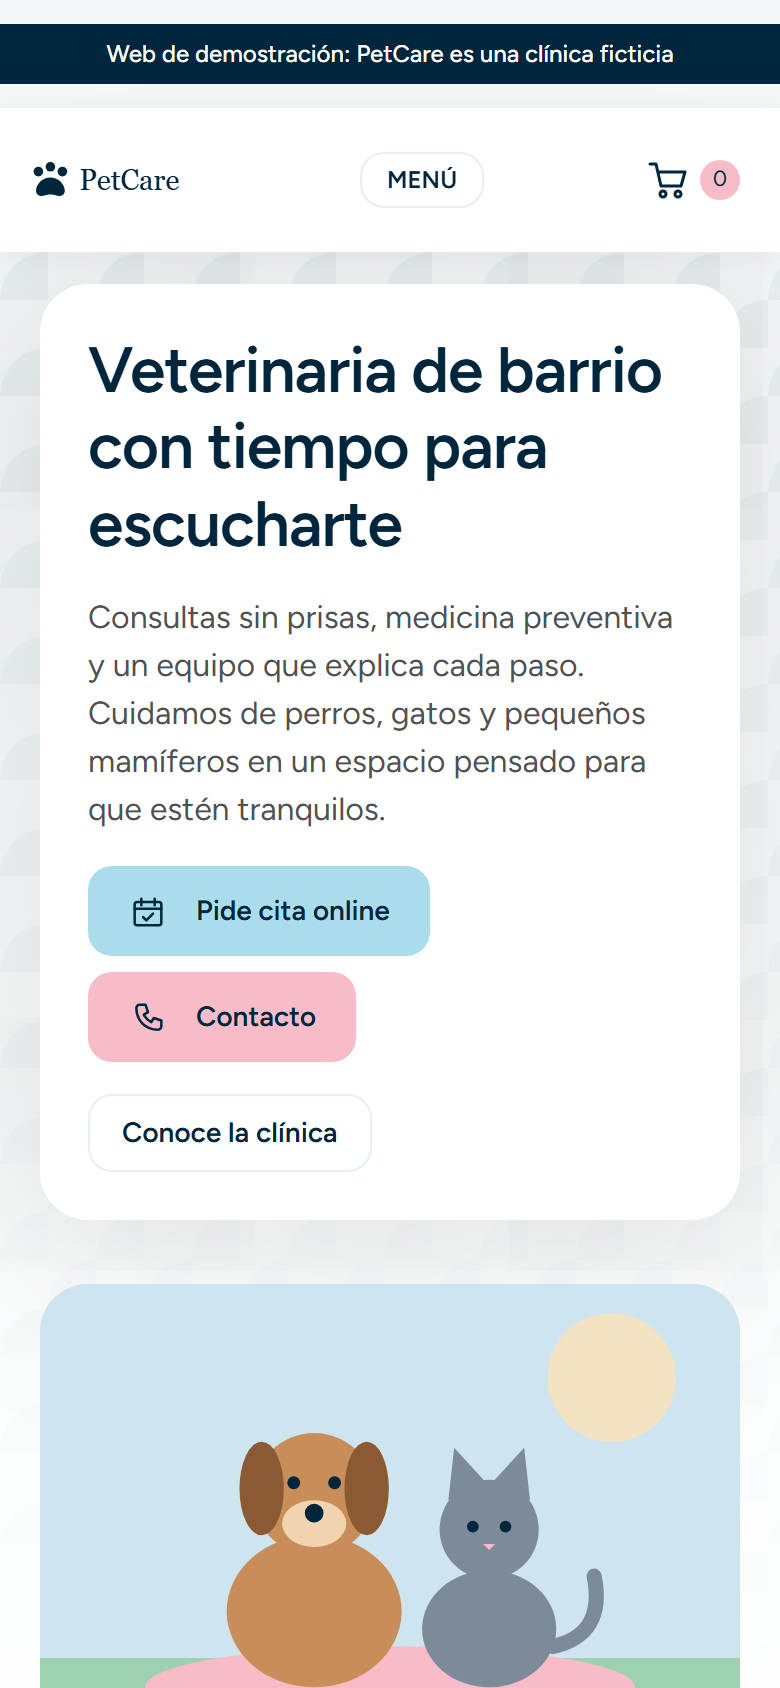 Web de demostración: PetCare es una clínica ficticia
PetCare
MENÚ
0
Veterinaria de barrio
con tiempo para
escucharte
Consultas sin prisas, medicina preventiva
y un equipo que explica cada paso.
Cuidamos de perros, gatos y pequeños
mamíferos en un espacio pensado para
que estén tranquilos.
Pide cita online
Contacto
Conoce la clínica